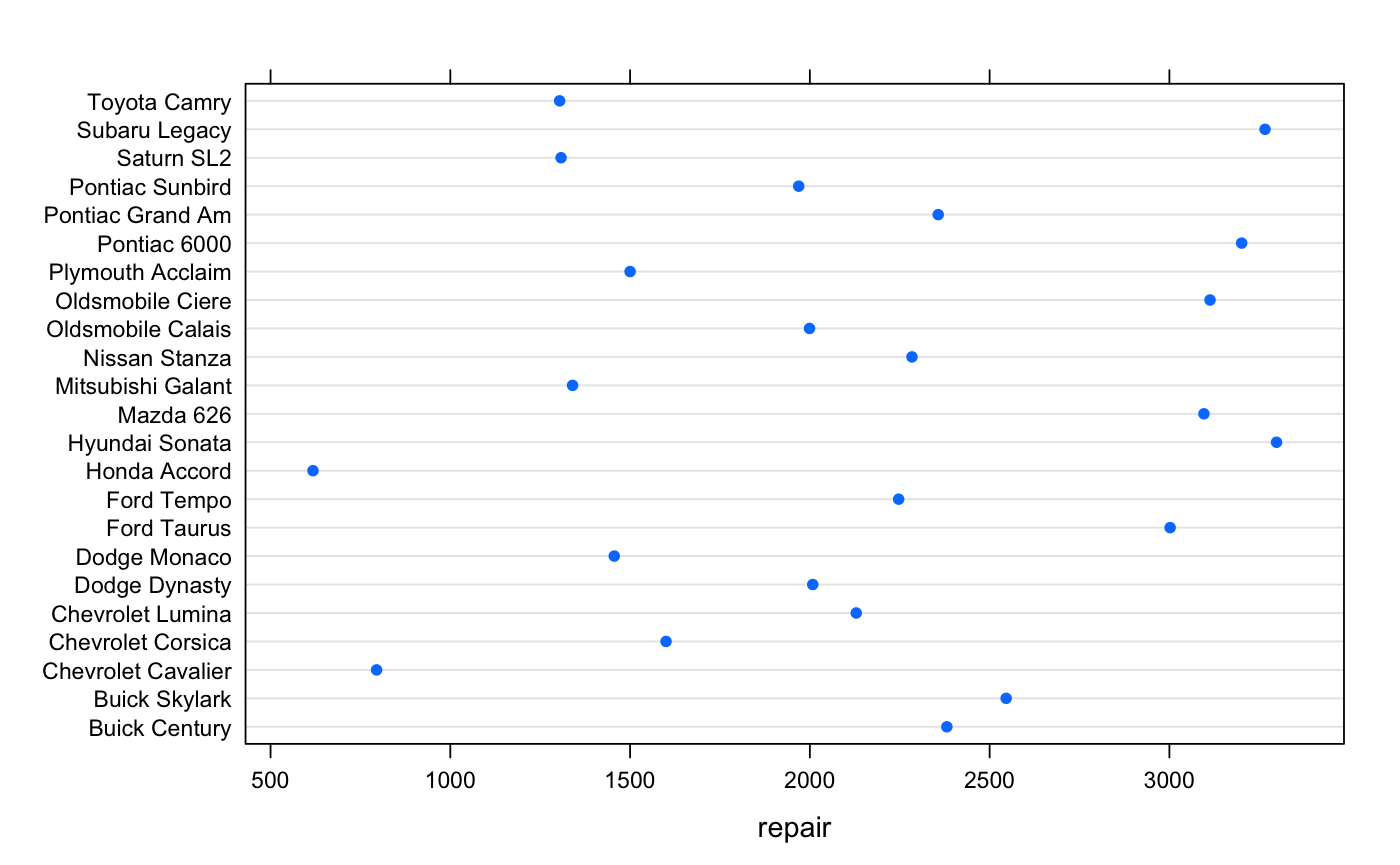 Toyota Camry
Subaru Legacy
Saturn SL2
Pontiac Sunbird
Pontiac Grand Am
Pontiac 6000
Plymouth Acclaim
Oldsmobile Ciere
Oldsmobile Calais
Nissan Stanza
Mitsubishi Galant
Mazda 626
Hyundai Sonata
Honda Accord
Ford Tempo
Ford Taurus
Dodge Monaco
Dodge Dynasty
Chevrolet Lumina
Chevrolet Corsica
Chevrolet Cavalier
Buick Skylark
Buick Century
500 1000 1500 2000 2500 3000
repair